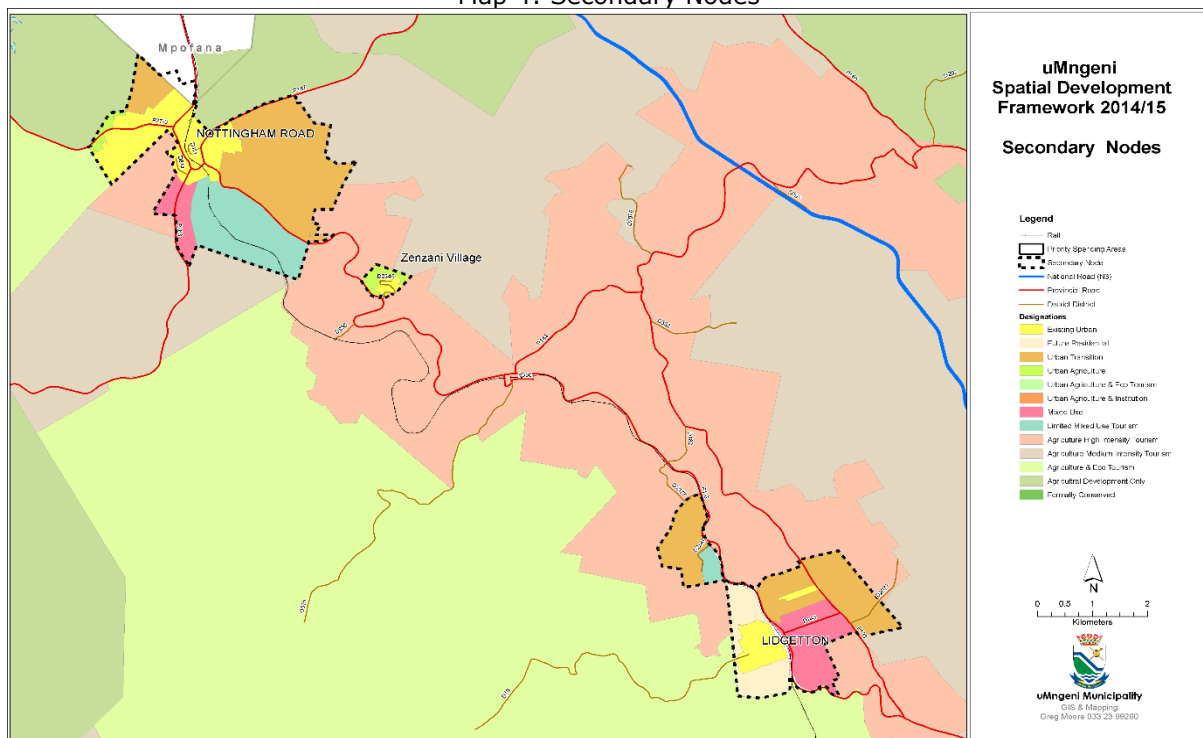 Map 4: Secondary Nodes
Mpofana
NOTTINGHAM ROAD
Zenzani Village
LIDGETTON
uMngeni
Spatial Development
Framework 2014/15
Secondary Nodes
Legend
Rail
Priority Spending Areas
Secondary Node
National Road (N3)
Provincial Road
District District
Designations
Existing Urban
Future Residential
Urban Transition
Urban Agriculture
Urban Agriculture & Eco Tourism
Urban Agriculture & Institution
Mixed Use
Limited Mixed Use Tourism
Agriculture High Intensity Tourism
Agriculture Medium Intensity Tourism
Agriculture & Eco Tourism
Agricultral Development Only
Formally Conserved
N
0 0.5 1 2
Kilometers
uMngeni Municipality
GIS & Mapping
Greg Moore 033 23 99260